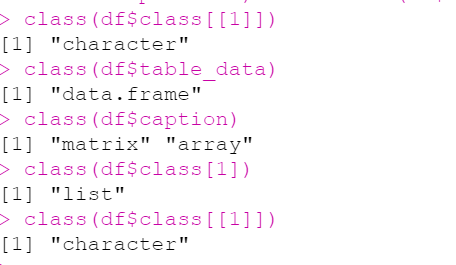 > class(df$class[[1]])
[1] "character"
> class(df$table_data)
[1] "data.frame"
> class(df$caption)
[1] "matrix" "array"
> class(df$class[1])
[1] "list"
> class(df$class[[1]])
[1] "character"